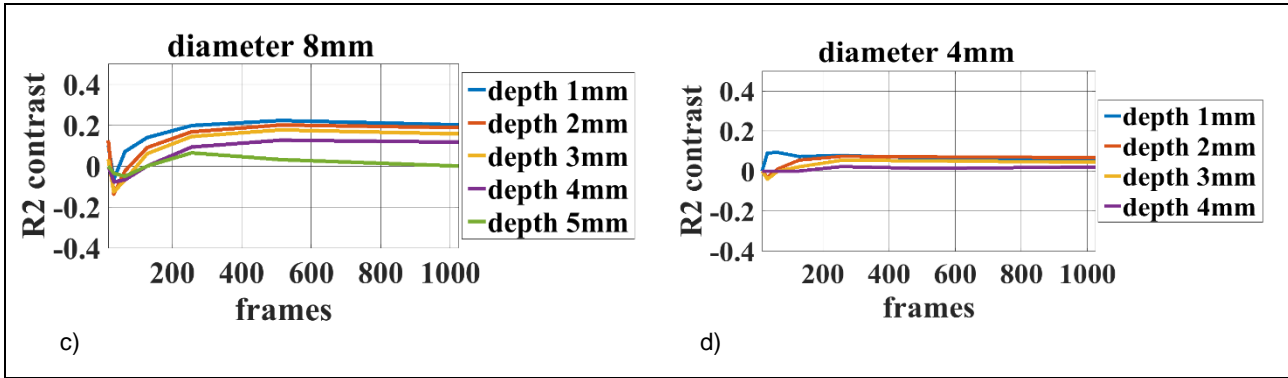 diameter 8mm
R2 contrast
0.4
0.2
0
-0.2
-0.4
200 400 600 800 1000
frames
depth 1mm
depth 2mm
depth 3mm
depth 4mm
depth 5mm
c)
diameter 4mm
R2 contrast
0.4
0.2
0
-0.2
-0.4
200 400 600 800 1000
frames
depth 1mm
depth 2mm
depth 3mm
depth 4mm
d)